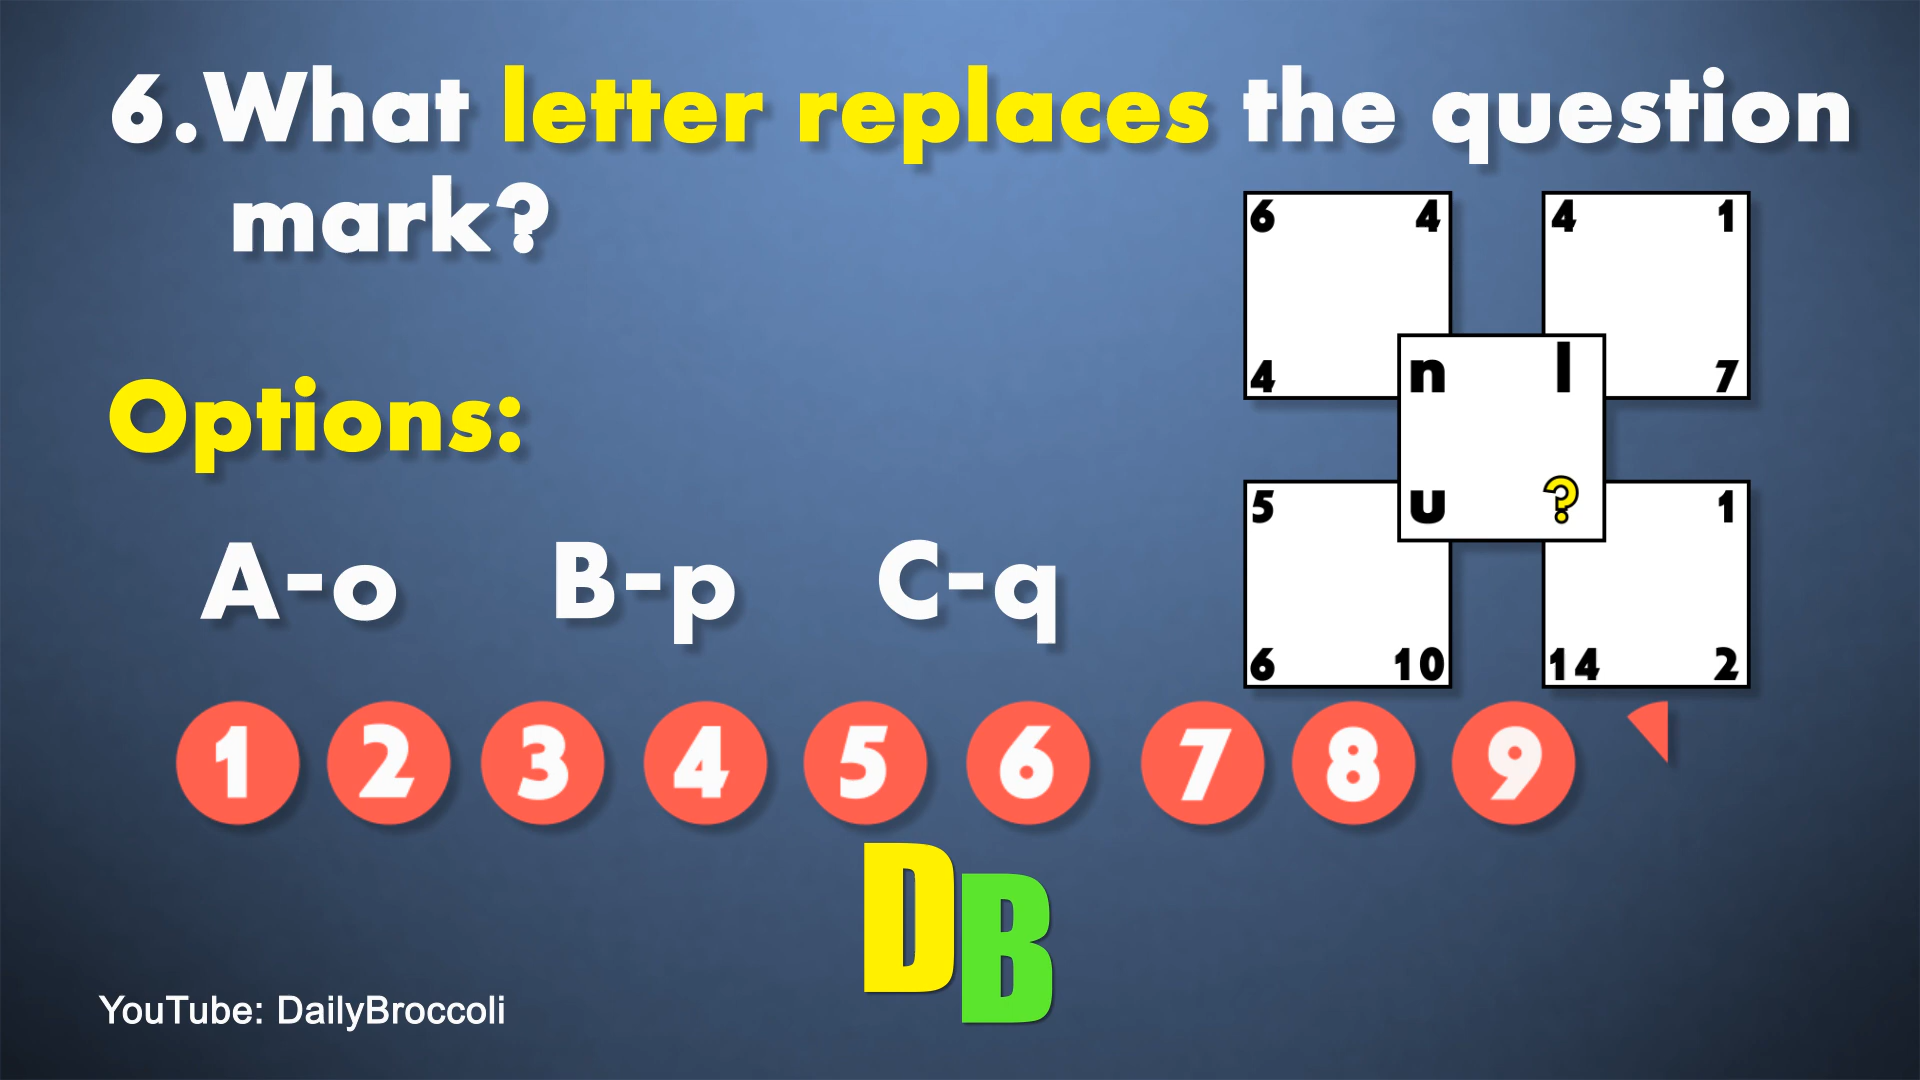 6.What letter replaces the question
mark?
6 4 4 1
4 n l 7
Options:
5 u ? 1
A-o B-p C-q
6 10 14 2
1 2 3 4 5 6 7 8 9
DB
YouTube: DailyBroccoli